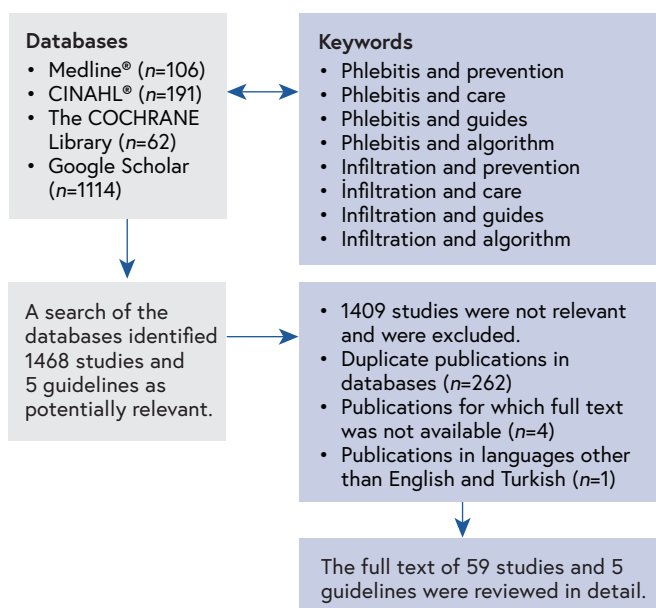 Databases
• Medline® (n=106)
• CINAHL® (n=191)
• The COCHRANE
Library (n=62)
• Google Scholar
(n=1114)
Keywords
• Phlebitis and prevention
• Phlebitis and care
• Phlebitis and guides
• Phlebitis and algorithm
• Infiltration and prevention
• İnfiltration and care
• Infiltration and guides
• Infiltration and algorithm
A search of the
databases identified
1468 studies and
5 guidelines as
potentially relevant.
• 1409 studies were not relevant
and were excluded.
• Duplicate publications in
databases (n=262)
• Publications for which full text
was not available (n=4)
• Publications in languages other
than English and Turkish (n=1)
The full text of 59 studies and 5
guidelines were reviewed in detail.